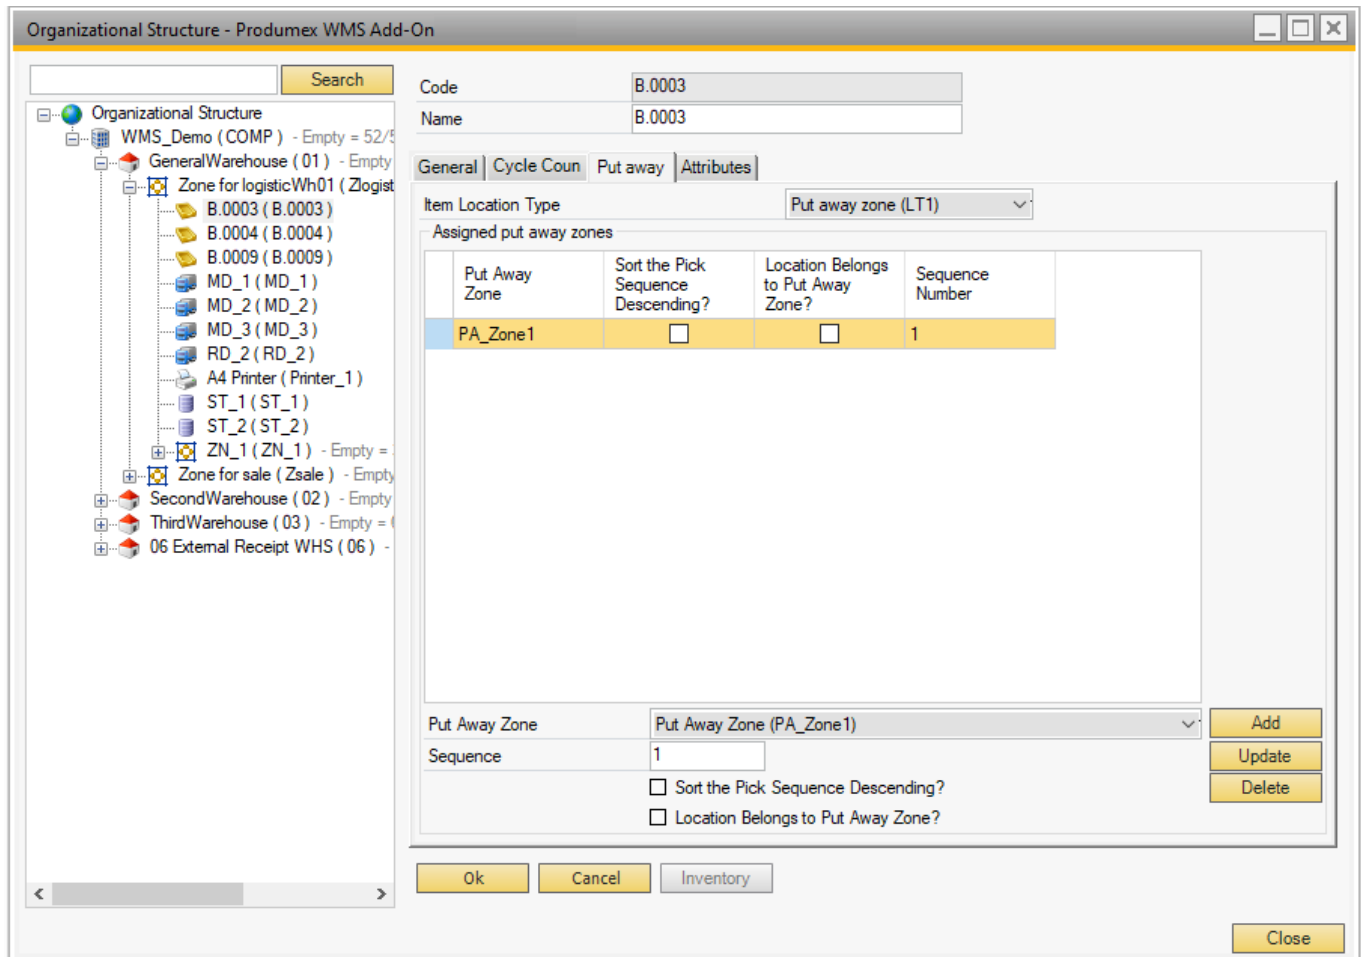 Organizational Structure - Produmex WMS Add-On
Search
Organizational Structure
WMS_Demo ( COMP ) - Empty = 52/5
GeneralWarehouse ( 01 ) - Empty
Zone for logisticWh01 ( Zlogist
B.0003 ( B.0003 )
B.0004 ( B.0004 )
B.0009 ( B.0009 )
MD_1 ( MD_1 )
MD_2 ( MD_2 )
MD_3 ( MD_3 )
RD_2 ( RD_2 )
A4 Printer ( Printer_1 )
ST_1 ( ST_1 )
ST_2 ( ST_2 )
ZN_1 ( ZN_1 ) - Empty =
Zone for sale ( Zsale ) - Empty
SecondWarehouse ( 02 ) - Empty
ThirdWarehouse ( 03 ) - Empty =
06 External Receipt WHS ( 06 ) -
Code B.0003
Name B.0003
General Cycle Coun Put away Attributes
Item Location Type Put away zone (LT1)
Assigned put away zones
Put Away Zone
Sort the Pick Sequence Descending?
Location Belongs to Put Away Zone?
Sequence Number
PA_Zone1 1
Put Away Zone Put Away Zone (PA_Zone1) Add
Sequence 1 Update
Sort the Pick Sequence Descending? Delete
Location Belongs to Put Away Zone?
Ok Cancel Inventory
Close